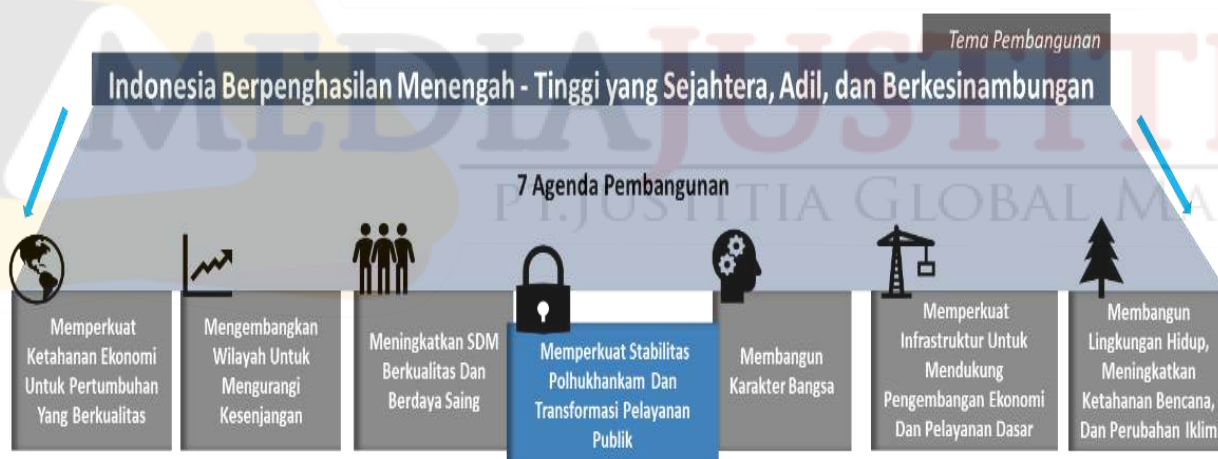 MEDIAJUSTITI
PT.JUSTITIA GLOBAL MA
Tema Pembangunan
Indonesia Berpenghasilan Menengah - Tinggi yang Sejahtera, Adil, dan Berkesinambungan
7 Agenda Pembangunan
Memperkuat
Ketahanan Ekonomi
Untuk Pertumbuhan
Yang Berkualitas
Mengembangkan
Wilayah Untuk
Mengurangi
Kesenjangan
Meningkatkan SDM
Berkualitas Dan
Berdaya Saing
Memperkuat Stabilitas
Polhukhankam Dan
Transformasi Pelayanan
Publik
Membangun
Karakter Bangsa
Memperkuat
Infrastruktur Untuk
Mendukung
Pengembangan Ekonomi
Dan Pelayanan Dasar
Membangun
Lingkungan Hidup,
Meningkatkan
Ketahanan Bencana,
Dan Perubahan Iklim